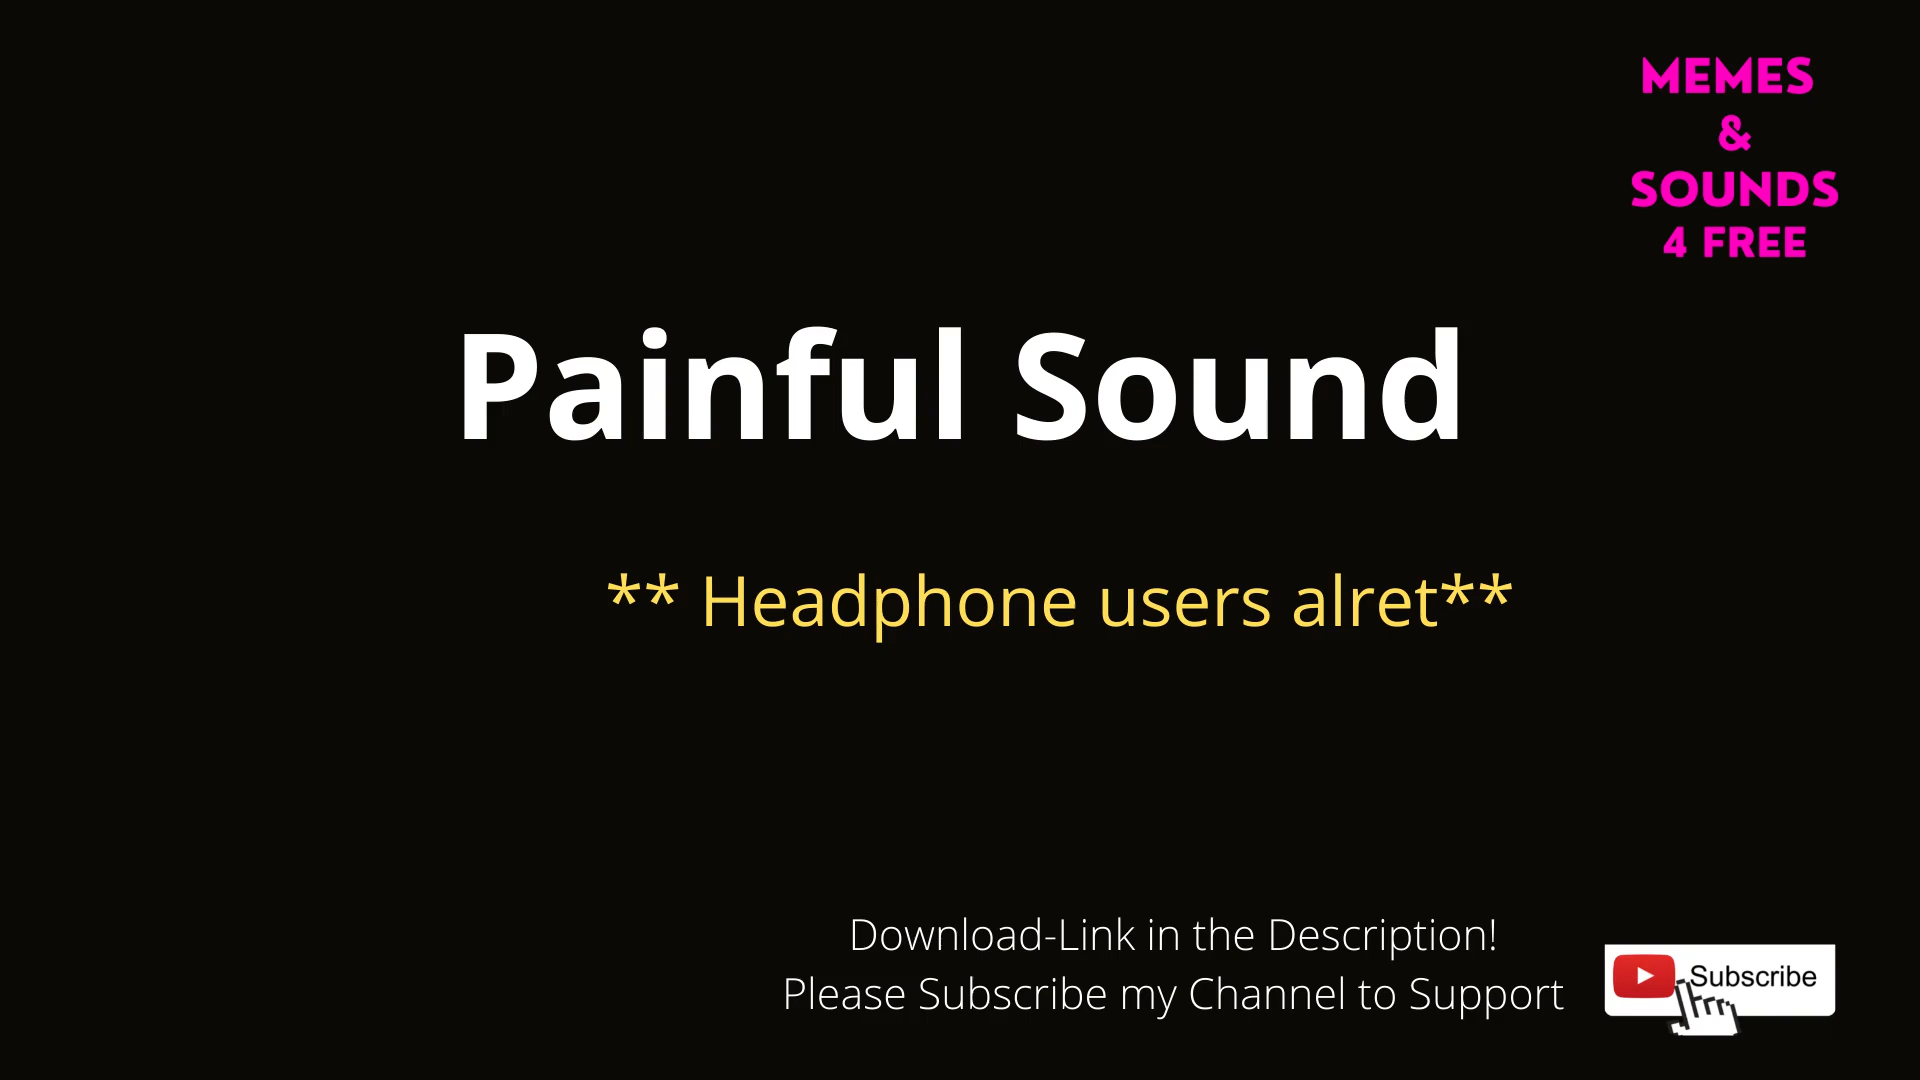 MEMES
&
SOUNDS
4 FREE
Painful Sound
** Headphone users alret**
Download-Link in the Description!
Please Subscribe my Channel to Support
Subscribe